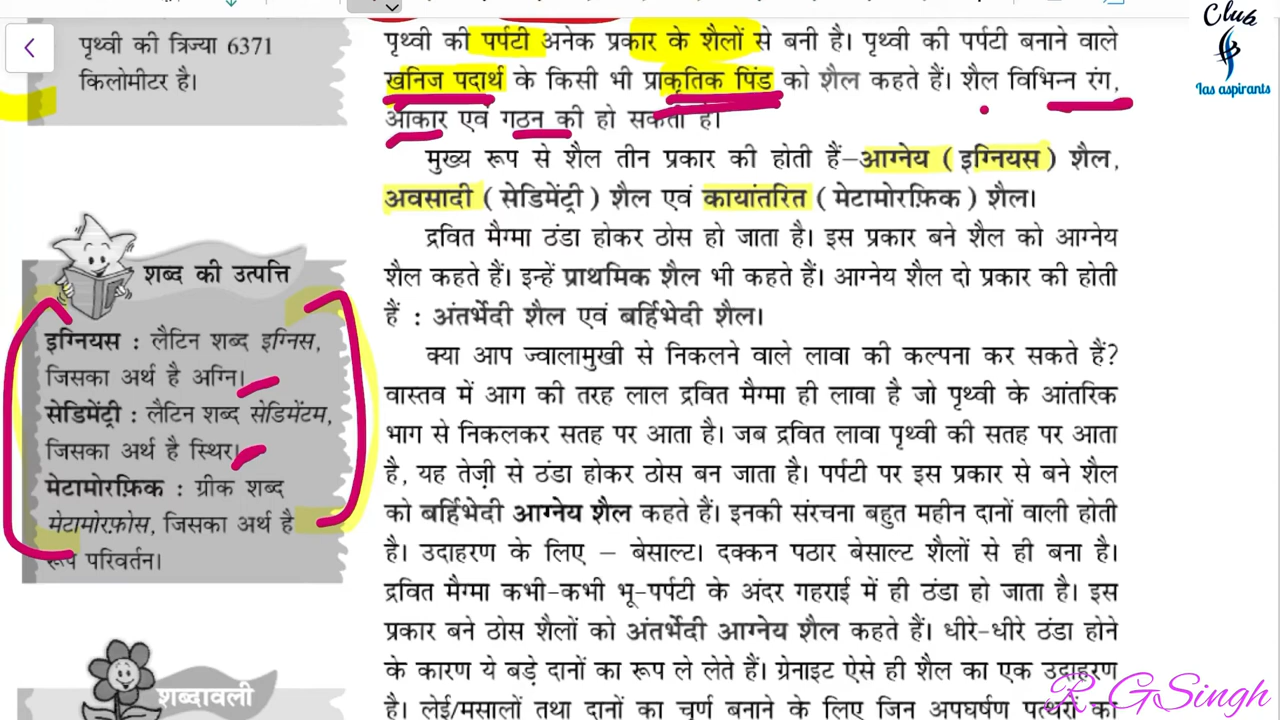 पृथ्वी की त्रिज्या 6371
किलोमीटर है।
शब्द की उत्पत्ति
इग्नियस : लैटिन शब्द इग्निस,
जिसका अर्थ है अग्नि।
सेडिमेंट्री : लैटिन शब्द सेडिमेंटम,
जिसका अर्थ है स्थिर।
मेटामोरफ़िक : ग्रीक शब्द
मेटामोरफ़ोस, जिसका अर्थ है
रूप परिवर्तन।
शब्दावली
पृथ्वी की पर्पटी अनेक प्रकार के शैलों से बनी है। पृथ्वी की पर्पटी बनाने वाले
खनिज पदार्थ के किसी भी प्राकृतिक पिंड को शैल कहते हैं। शैल विभिन्न रंग,
आकार एवं गठन की हो सकती हैं।
मुख्य रूप से शैल तीन प्रकार की होती हैं–आग्नेय (इग्नियस) शैल,
अवसादी (सेडिमेंट्री) शैल एवं कायांतरित (मेटामोरफ़िक) शैल।
द्रवित मैग्मा ठंडा होकर ठोस हो जाता है। इस प्रकार बने शैल को आग्नेय
शैल कहते हैं। इन्हें प्राथमिक शैल भी कहते हैं। आग्नेय शैल दो प्रकार की होती
हैं : अंतर्भेदी शैल एवं बर्हिभेदी शैल।
क्या आप ज्वालामुखी से निकलने वाले लावा की कल्पना कर सकते हैं?
वास्तव में आग की तरह लाल द्रवित मैग्मा ही लावा है जो पृथ्वी के आंतरिक
भाग से निकलकर सतह पर आता है। जब द्रवित लावा पृथ्वी की सतह पर आता
है, यह तेज़ी से ठंडा होकर ठोस बन जाता है। पर्पटी पर इस प्रकार से बने शैल
को बर्हिभेदी आग्नेय शैल कहते हैं। इनकी संरचना बहुत महीन दानों वाली होती
है। उदाहरण के लिए – बेसाल्ट। दक्कन पठार बेसाल्ट शैलों से ही बना है।
द्रवित मैग्मा कभी-कभी भू-पर्पटी के अंदर गहराई में ही ठंडा हो जाता है। इस
प्रकार बने ठोस शैलों को अंतर्भेदी आग्नेय शैल कहते हैं। धीरे-धीरे ठंडा होने
के कारण ये बड़े दानों का रूप ले लेते हैं। ग्रेनाइट ऐसे ही शैल का एक उदाहरण
है। लेई/मसालों तथा दानों का चूर्ण बनाने के लिए जिन अपघर्षण पत्थरों का
Club
Ias aspirants
R.GSingh